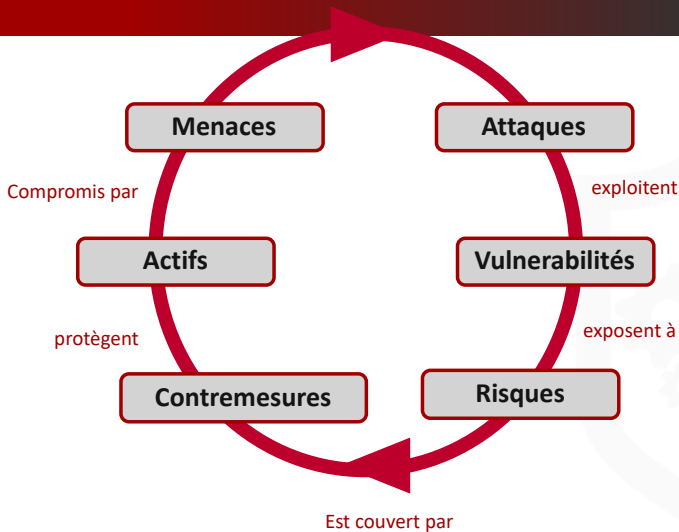 Menaces
Attaques
Compromis par
exploitent
Actifs
Vulnerabilités
protègent
exposent à
Contremesures
Risques
Est couvert par